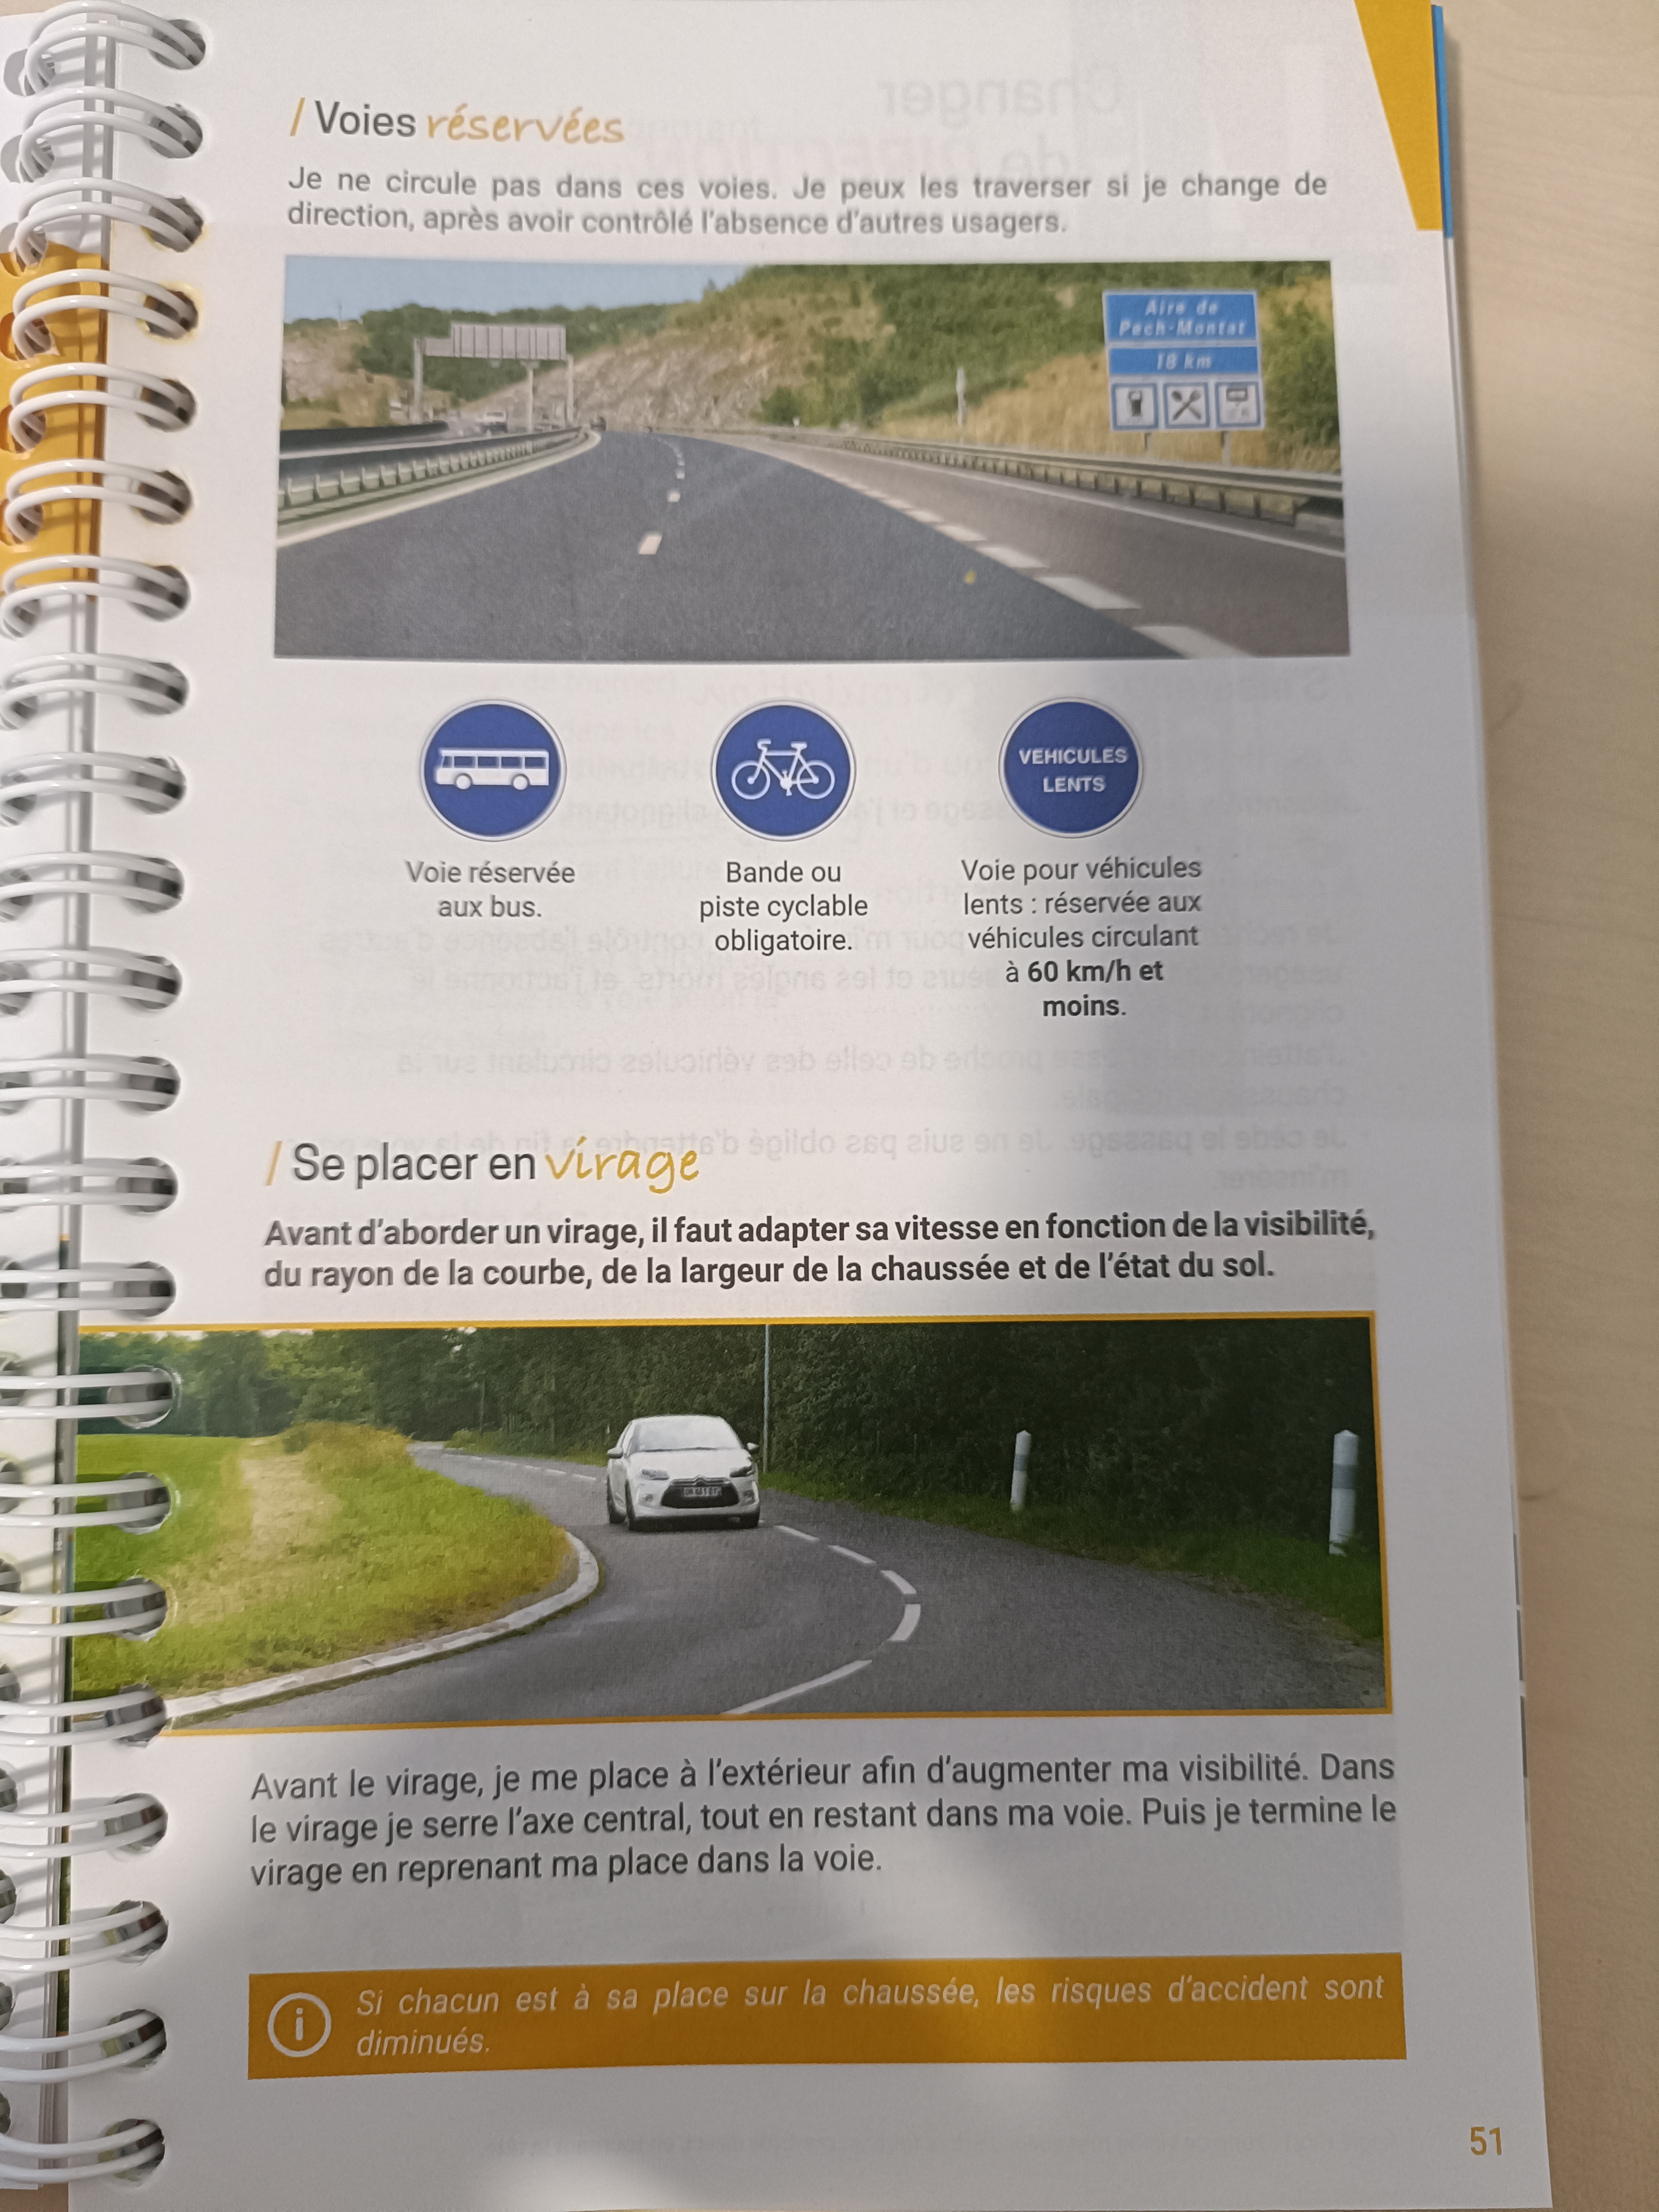 / Voies réservées
Je ne circule pas dans ces voies. Je peux les traverser si je change de
direction, après avoir contrôlé l'absence d'autres usagers.
Aire de
Pech-Montat
18 km
VEHICULES
LENTS
Voie réservée
aux bus.
Bande ou
piste cyclable
obligatoire.
Voie pour véhicules
lents : réservée aux
véhicules circulant
à 60 km/h et
moins.
/ Se placer en virage
Avant d'aborder un virage, il faut adapter sa vitesse en fonction de la visibilité,
du rayon de la courbe, de la largeur de la chaussée et de l'état du sol.
Avant le virage, je me place à l'extérieur afin d'augmenter ma visibilité. Dans
le virage je serre l'axe central, tout en restant dans ma voie. Puis je termine le
virage en reprenant ma place dans la voie.
i
Si chacun est à sa place sur la chaussée, les risques d'accident sont
diminués.
51